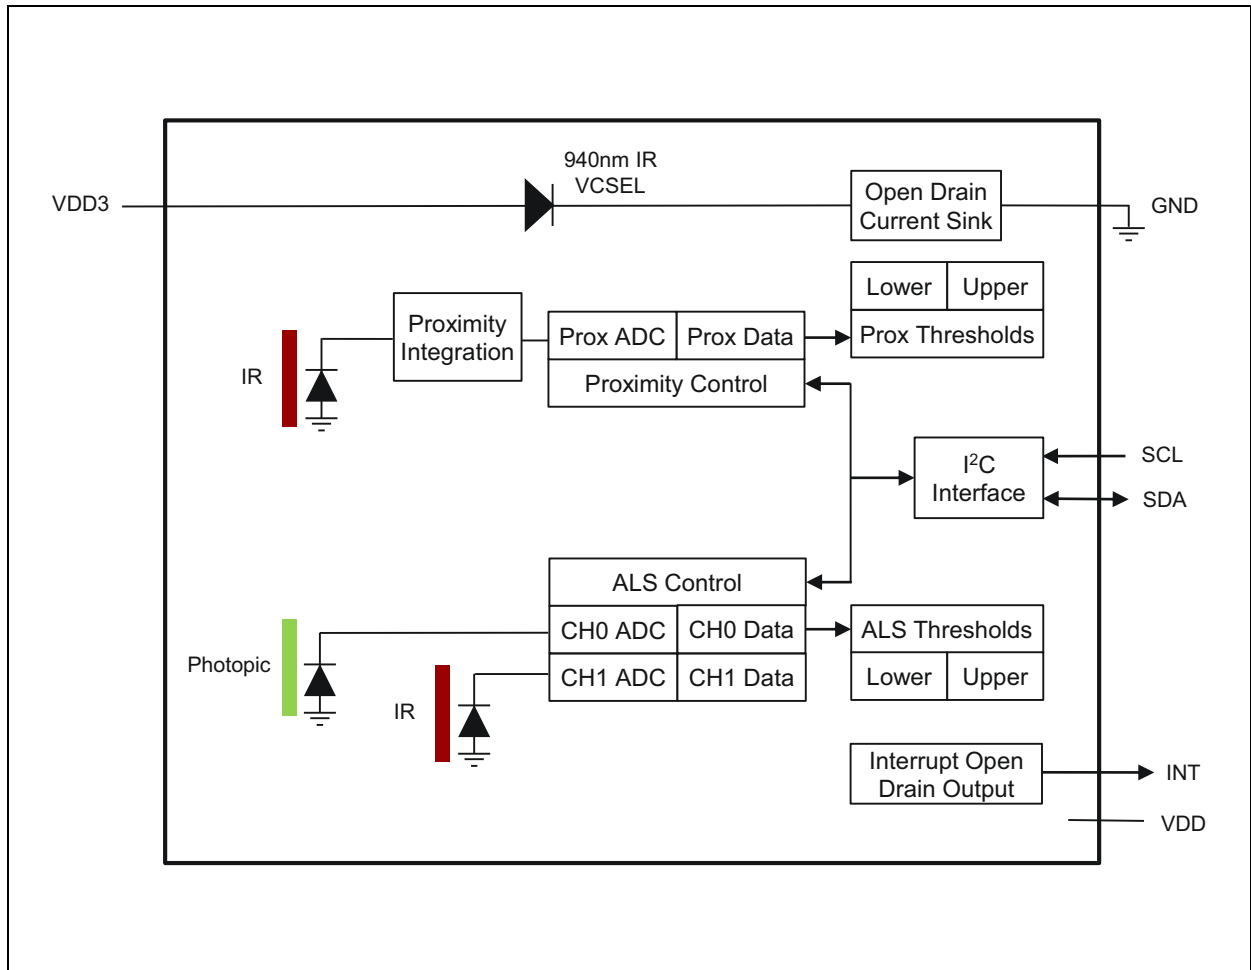 940nm IR
VCSEL
VDD3
Open Drain
Current Sink
GND
Lower Upper
Prox Thresholds
Proximity
Integration
Prox ADC Prox Data
Proximity Control
IR
I²C
Interface
SCL
SDA
ALS Control
CH0 ADC CH0 Data
CH1 ADC CH1 Data
ALS Thresholds
Lower Upper
Photopic
IR
Interrupt Open
Drain Output
INT
VDD